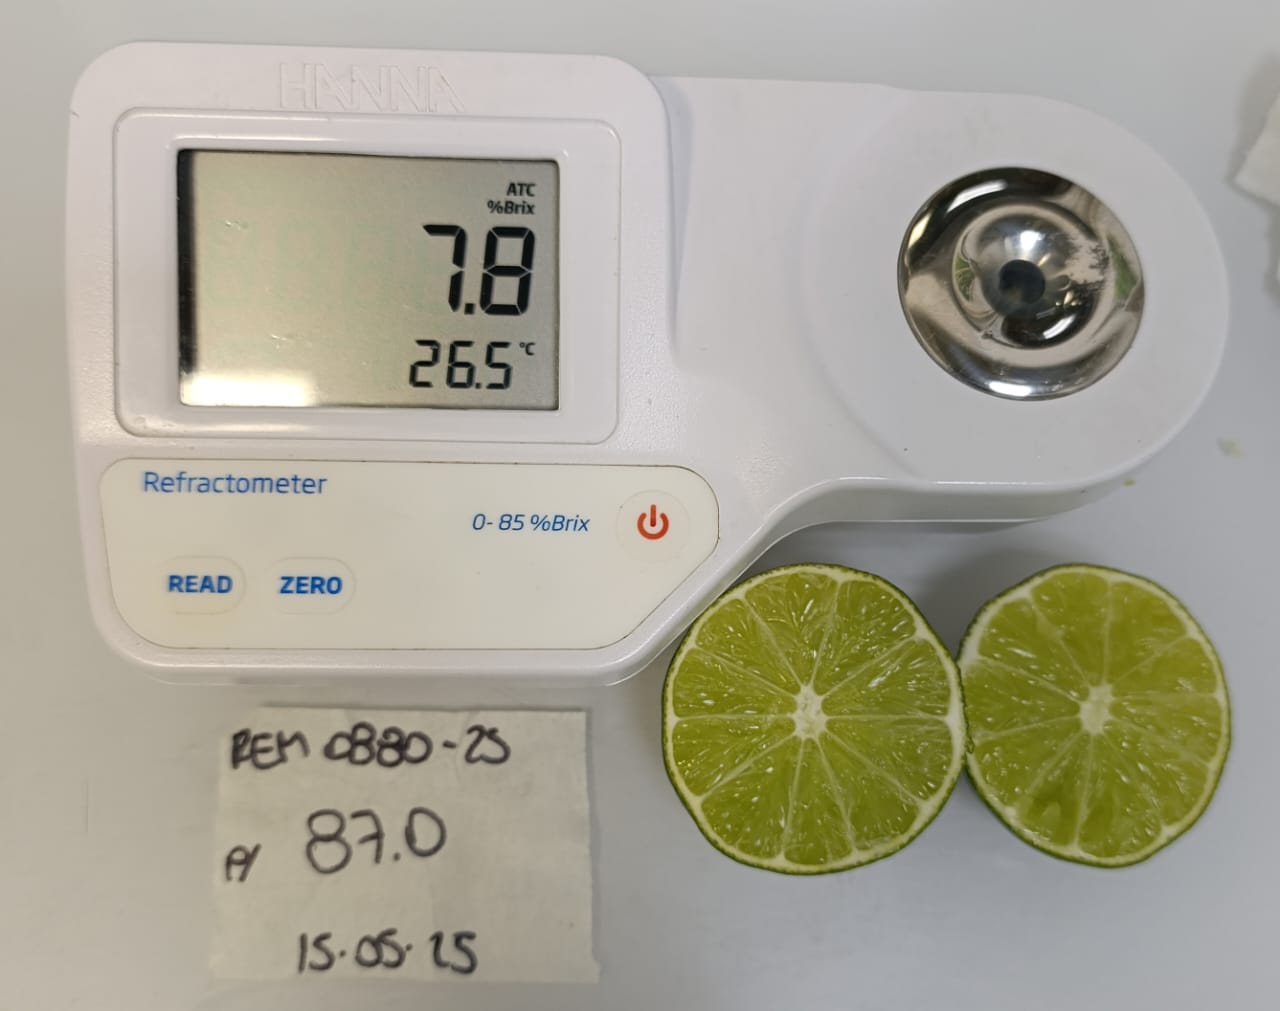 HANNA
ATC
%Brix
7.8
26.5 °C
Refractometer
0- 85 %Brix
READ ZERO
REM 0880-25
P/ 87.0
15.05.25